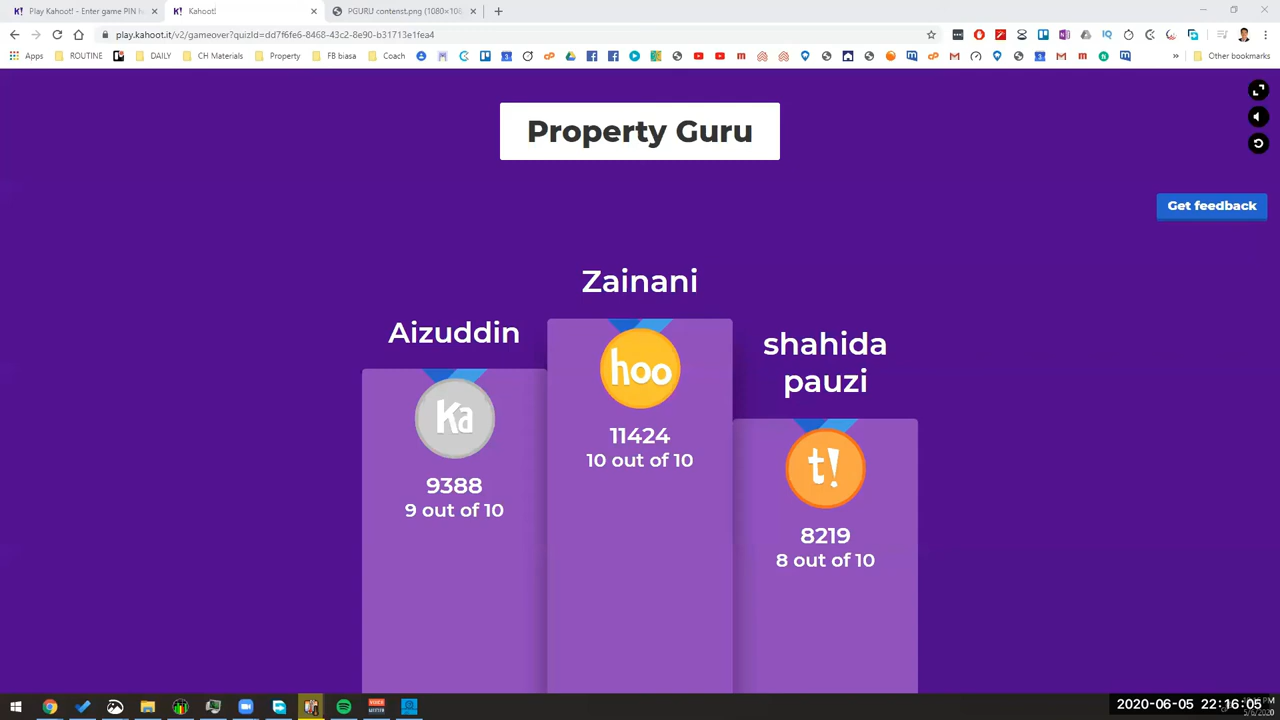 Play Kahoot! - Enter game PIN h
Kahoot!
PGURU contenst.png (1080×108
play.kahoot.it/v2/gameover?quizId=dd7f6fe6-8468-43c2-8e90-b31713e1fea4
Apps ROUTINE DAILY CH Materials Property FB biasa Coach Other bookmarks
Property Guru
Get feedback
Zainani
Aizuddin
shahida
pauzi
hoo
Ka
t!
11424
10 out of 10
9388
9 out of 10
8219
8 out of 10
2020-06-05 22:16:05